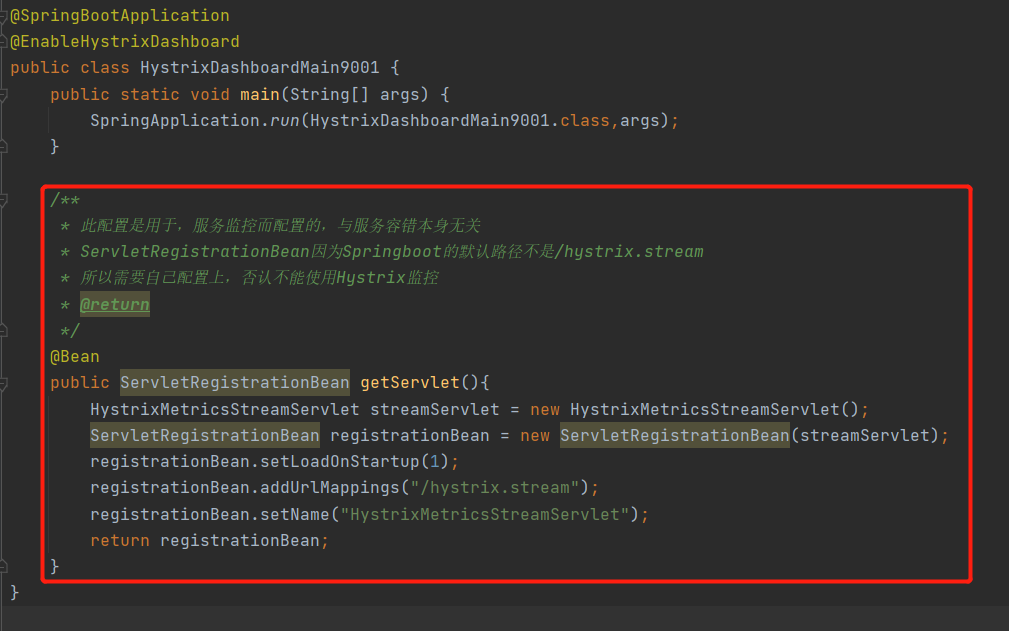 @SpringBootApplication
@EnableHystrixDashboard
public class HystrixDashboardMain9001 {
    public static void main(String[] args) {
        SpringApplication.run(HystrixDashboardMain9001.class,args);
    }
    /**
     * 此配置是用于，服务监控而配置的，与服务容错本身无关
     * ServletRegistrationBean因为Springboot的默认路径不是/hystrix.stream
     * 所以需要自己配置上，否认不能使用Hystrix监控
     * @return
     */
    @Bean
    public ServletRegistrationBean getServlet(){
        HystrixMetricsStreamServlet streamServlet = new HystrixMetricsStreamServlet();
        ServletRegistrationBean registrationBean = new ServletRegistrationBean(streamServlet);
        registrationBean.setLoadOnStartup(1);
        registrationBean.addUrlMappings("/hystrix.stream");
        registrationBean.setName("HystrixMetricsStreamServlet");
        return registrationBean;
    }
}